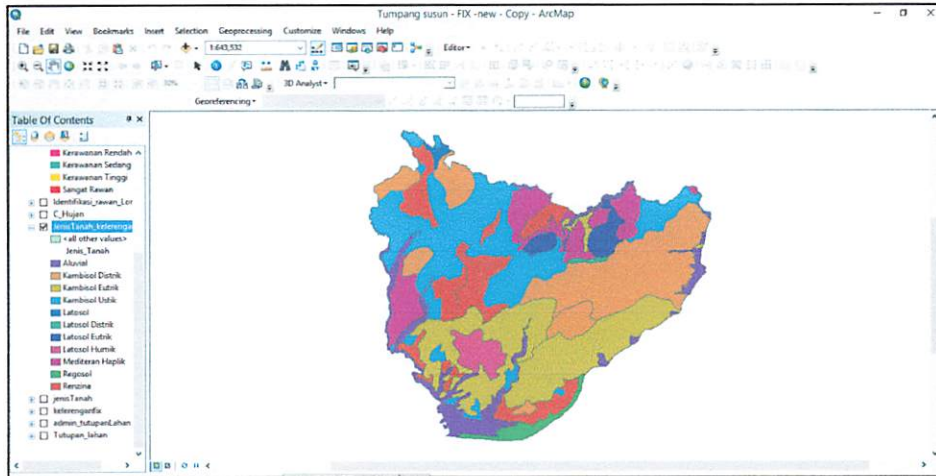 Tumpang susun - FIX -new - Copy - ArcMap
File Edit View Bookmarks Insert Selection Geoprocessing Customize Windows Help
1:643,532
Editor
3D Analyst
Georeferencing
Table Of Contents
Kerawanan Rendah
Kerawanan Sedang
Kerawanan Tinggi
Sangat Rawan
Identifikasi_rawan_Lor
C_Hujan
JenisTanah_kelerenga
<all other values>
Jenis_Tanah
Aluvial
Kambisol Distrik
Kambisol Eutrik
Kambisol Ustik
Latosol
Latosol Distrik
Latosol Eutrik
Latosol Humik
Mediteran Haplik
Regosol
Renzina
jenisTanah
kelerenganfix
admin_tutupanLahan
Tutupan_lahan